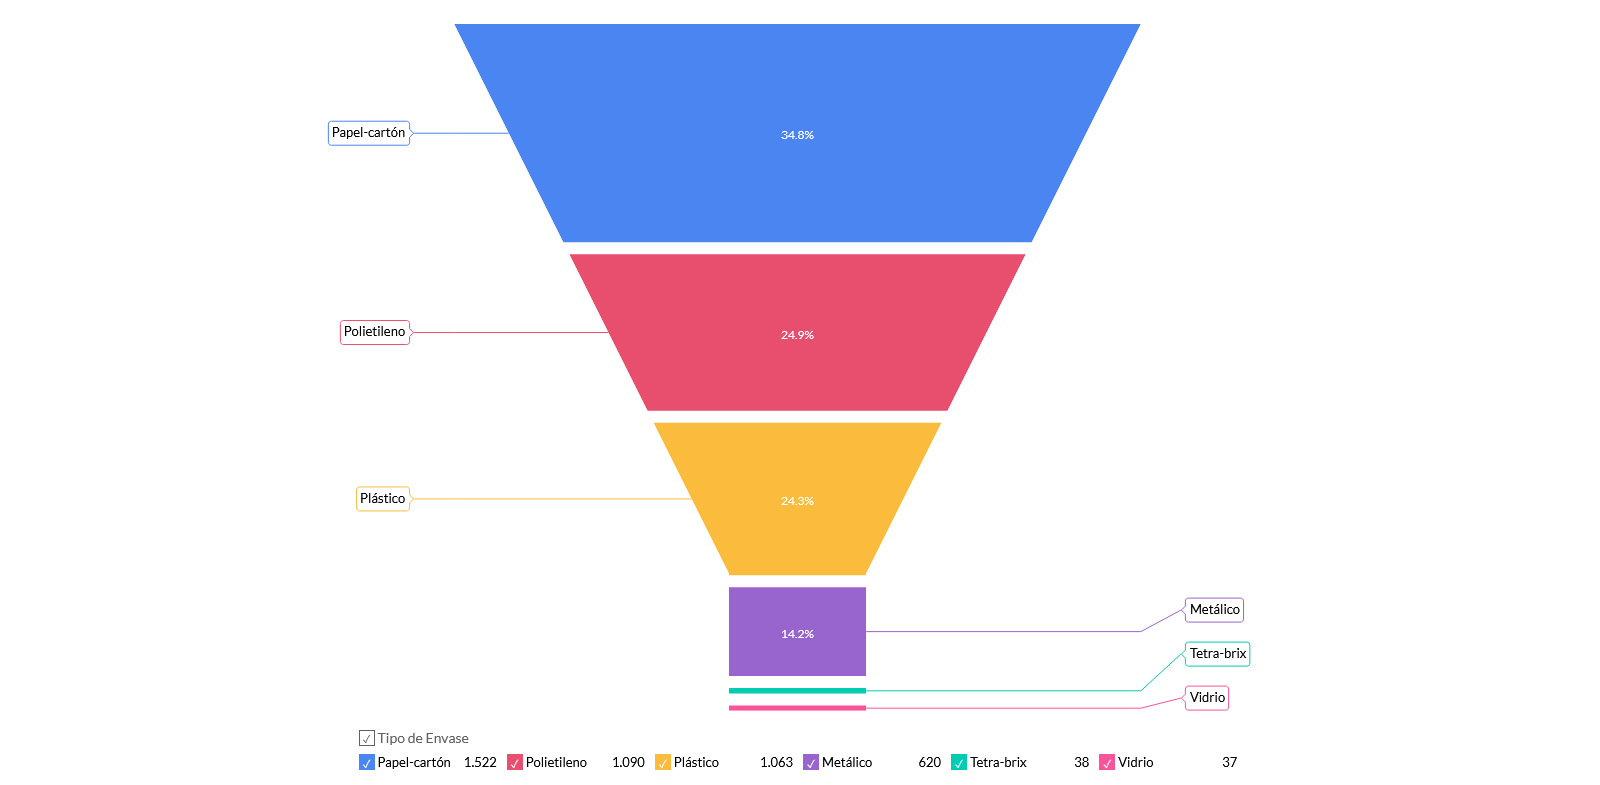 Papel-cartón
34.8%
Polietileno
24.9%
Plástico
24.3%
Metálico
14.2%
Tetra-brix
Vidrio
Tipo de Envase
Papel-cartón 1.522 Polietileno 1.090 Plástico 1.063 Metálico 620 Tetra-brix 38 Vidrio 37